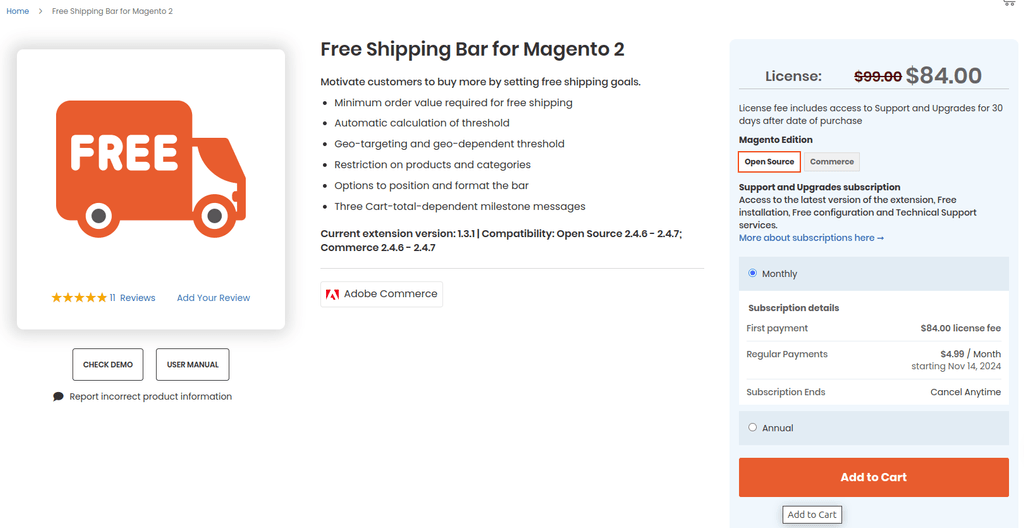 Home > Free Shipping Bar for Magento 2
FREE
11 Reviews Add Your Review
CHECK DEMO USER MANUAL
Report incorrect product information
Free Shipping Bar for Magento 2
Motivate customers to buy more by setting free shipping goals.
• Minimum order value required for free shipping
• Automatic calculation of threshold
• Geo-targeting and geo-dependent threshold
• Restriction on products and categories
• Options to position and format the bar
• Three Cart-total-dependent milestone messages
Current extension version: 1.3.1 | Compatibility: Open Source 2.4.6 - 2.4.7;
Commerce 2.4.6 - 2.4.7
Adobe Commerce
License: $99.00 $84.00
License fee includes access to Support and Upgrades for 30
days after date of purchase
Magento Edition
Open Source Commerce
Support and Upgrades subscription
Access to the latest version of the extension, Free
installation, Free configuration and Technical Support
services.
More about subscriptions here →
Monthly
Subscription details
First payment $84.00 license fee
Regular Payments $4.99 / Month
starting Nov 14, 2024
Subscription Ends Cancel Anytime
Annual
Add to Cart
Add to Cart